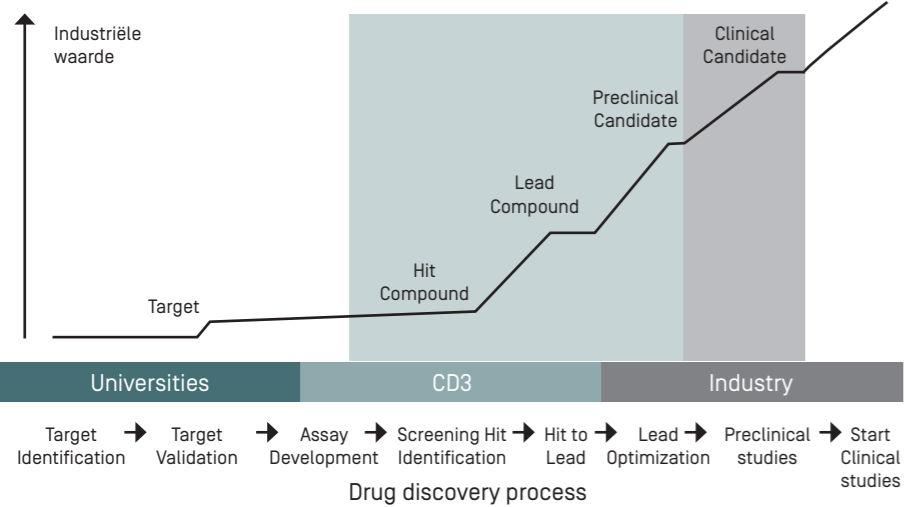 Industriële
waarde
Clinical
Candidate
Preclinical
Candidate
Lead
Compound
Hit
Compound
Target
Universities
CD3
Industry
Target
Identification
Target
Validation
Assay
Development
Screening Hit
Identification
Hit to
Lead
Lead
Optimization
Preclinical
studies
Start
Clinical
studies
Drug discovery process